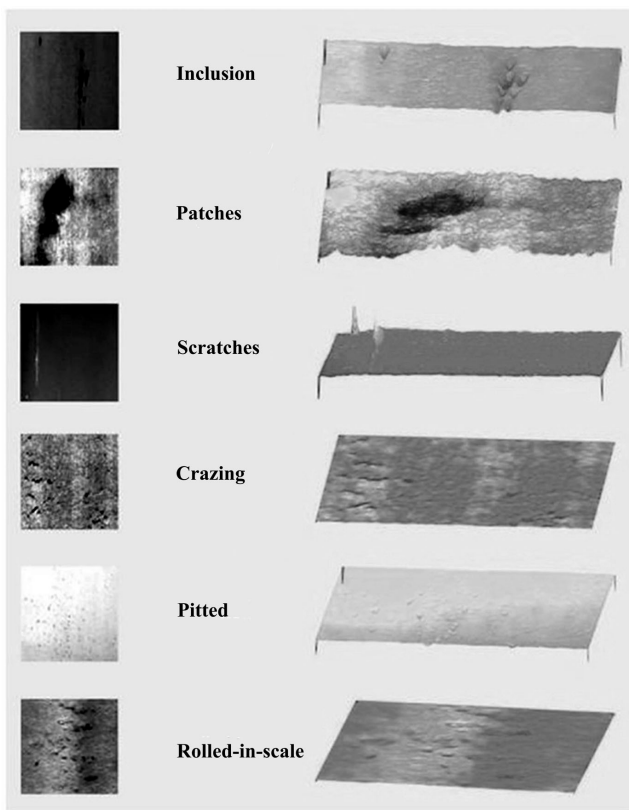 Inclusion
Patches
Scratches
Crazing
Pitted
Rolled-in-scale